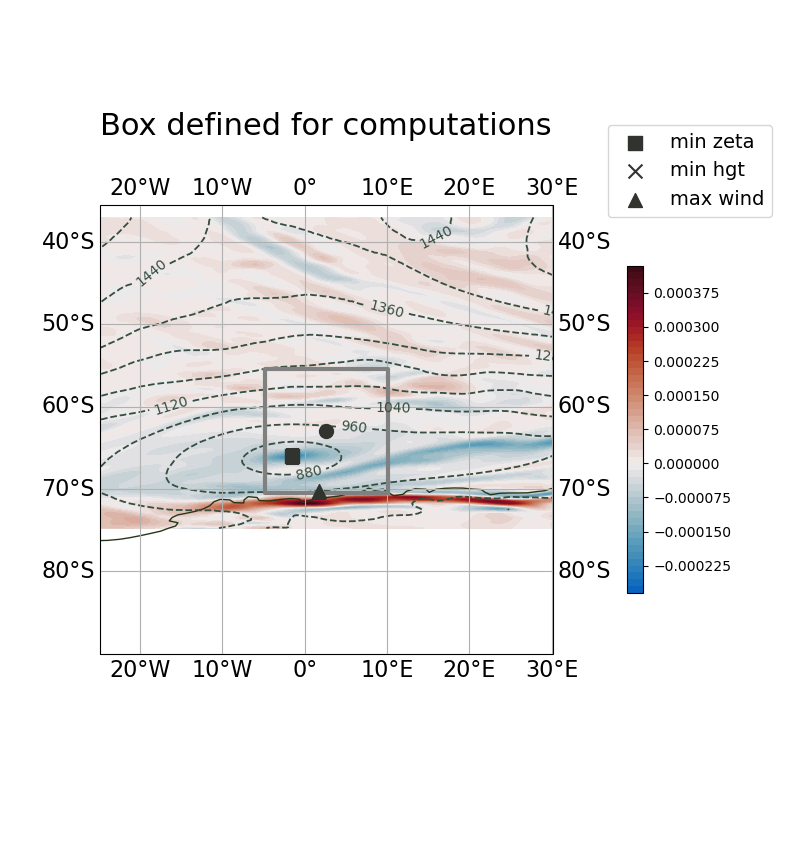 Box defined for computations
min zeta
min hgt
max wind
20°W 10°W 0° 10°E 20°E 30°E
40°S 40°S
1440
1440
50°S 50°S
1360
60°S 60°S
1120
1040
960
880
70°S 70°S
80°S 80°S
20°W 10°W 0° 10°E 20°E 30°E
0.000375
0.000300
0.000225
0.000150
0.000075
0.000000
−0.000075
−0.000150
−0.000225